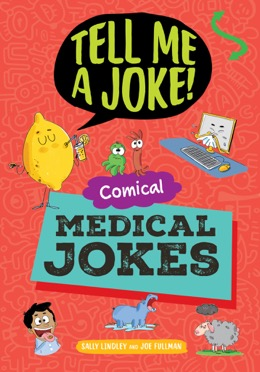 TELL ME
A JOKE!
Comical
MEDICAL
JOKES
SALLY LINDLEY AND JOE FULLMAN